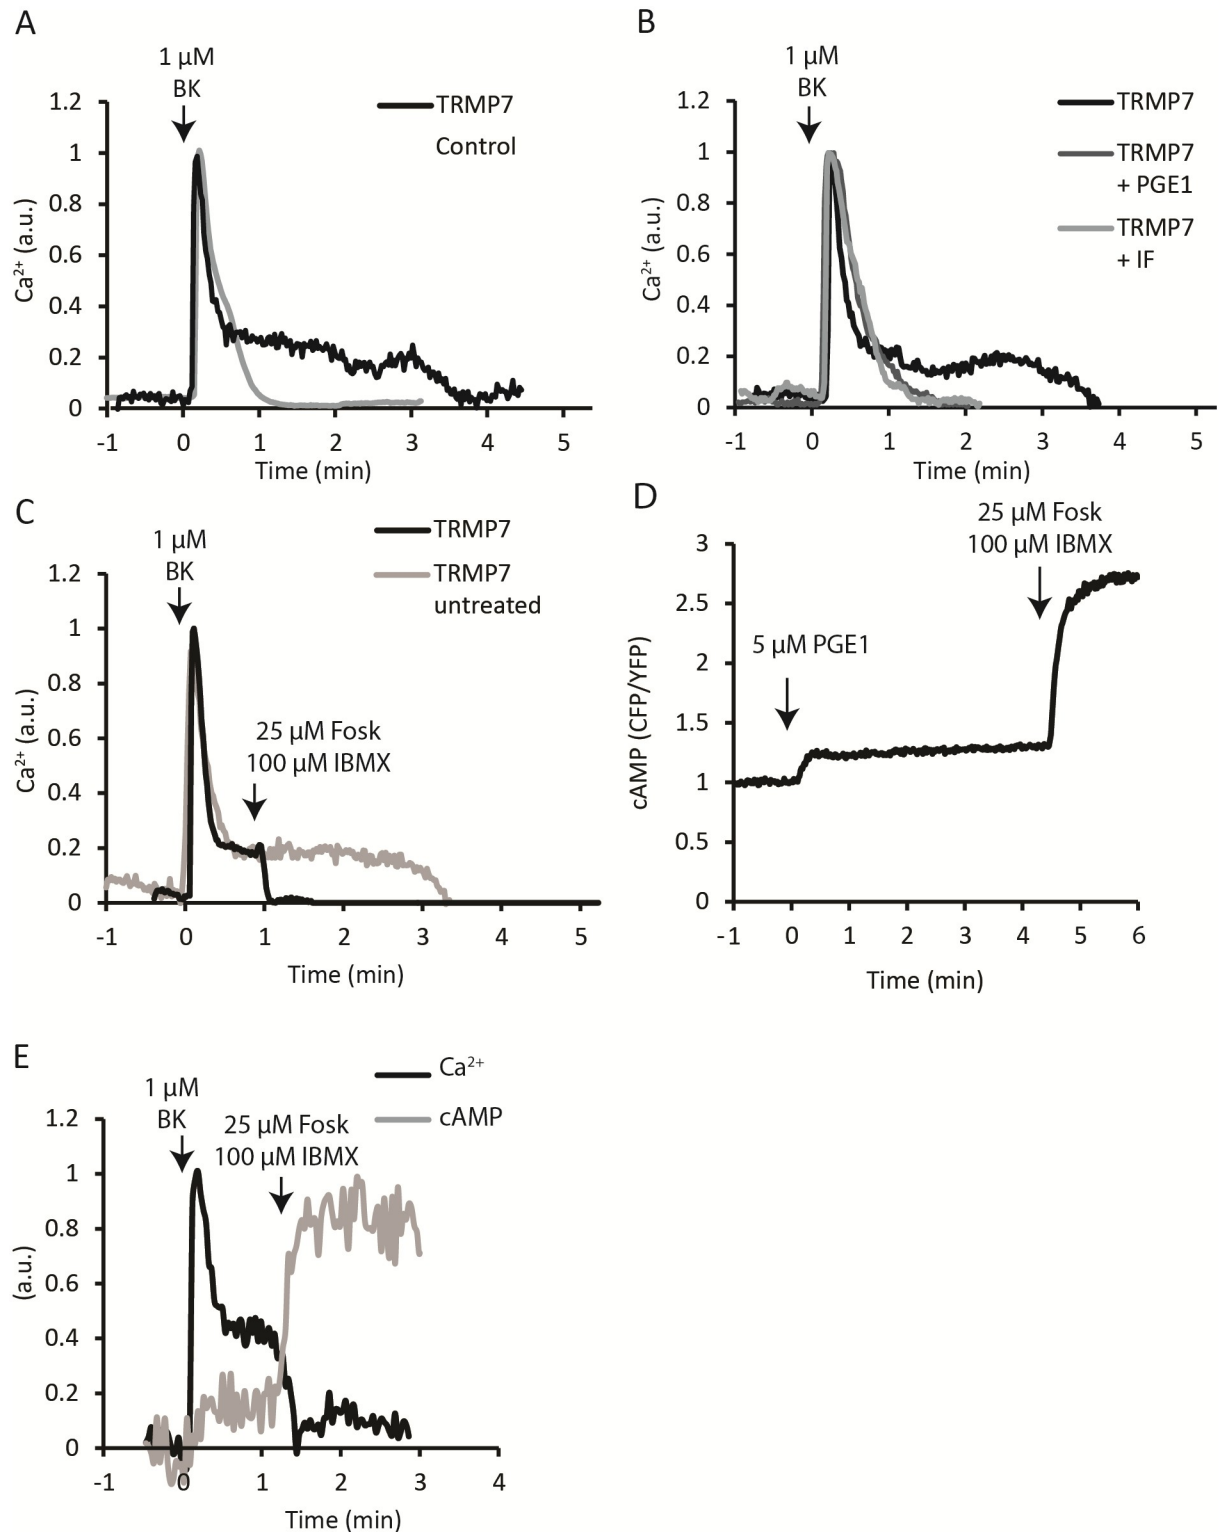 A
1 μM
BK
TRMP7
Control
1.2
1
0.8
0.6
0.4
0.2
0
Ca²⁺ (a.u.)
-1 0 1 2 3 4 5
Time (min)
B
1 μM
BK
TRMP7
TRMP7
+ PGE1
TRMP7
+ IF
1.2
1
0.8
0.6
0.4
0.2
0
Ca²⁺ (a.u.)
-1 0 1 2 3 4 5
Time (min)
C
1 μM
BK
TRMP7
TRMP7
untreated
25 μM Fosk
100 μM IBMX
1.2
1
0.8
0.6
0.4
0.2
0
Ca²⁺ (a.u.)
-1 0 1 2 3 4 5
Time (min)
D
25 μM Fosk
100 μM IBMX
5 μM PGE1
3
2.5
2
1.5
1
0.5
0
cAMP (CFP/YFP)
-1 0 1 2 3 4 5 6
Time (min)
E
1 μM
BK
Ca²⁺
cAMP
25 μM Fosk
100 μM IBMX
1.2
1
0.8
0.6
0.4
0.2
0
(a.u.)
-1 0 1 2 3 4
Time (min)